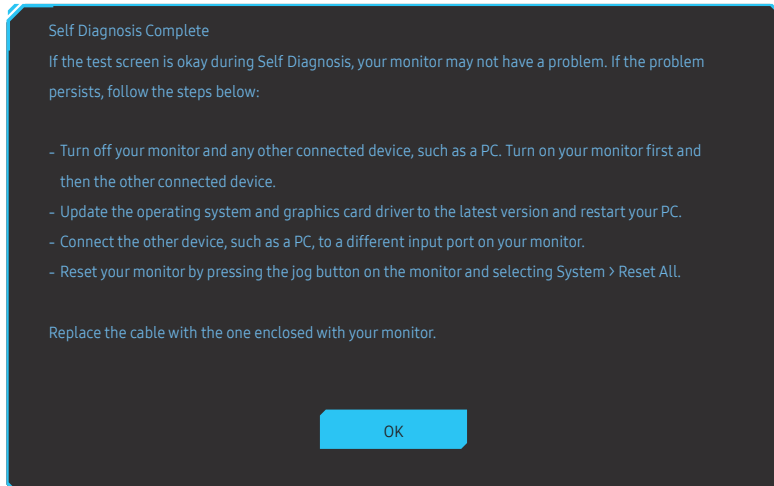 Self Diagnosis Complete
If the test screen is okay during Self Diagnosis, your monitor may not have a problem. If the problem
persists, follow the steps below:
- Turn off your monitor and any other connected device, such as a PC. Turn on your monitor first and
then the other connected device.
- Update the operating system and graphics card driver to the latest version and restart your PC.
- Connect the other device, such as a PC, to a different input port on your monitor.
- Reset your monitor by pressing the jog button on the monitor and selecting System > Reset All.
Replace the cable with the one enclosed with your monitor.
OK